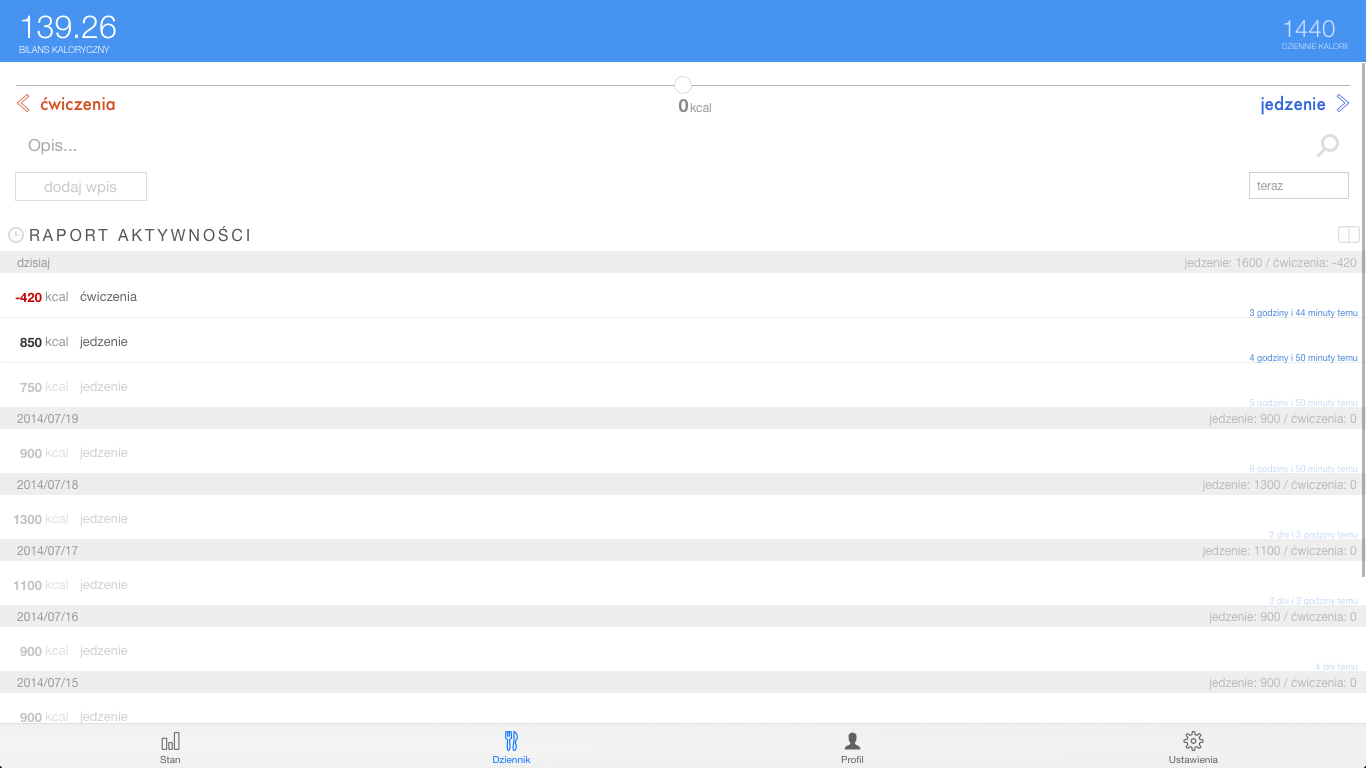 139.26
BILANS KALORYCZNY
1440
DZIENNIE KALORII
ćwiczenia
0 kcal
jedzenie
Opis...
dodaj wpis
teraz
RAPORT AKTYWNOŚCI
dzisiaj jedzenie: 1600 / ćwiczenia: -420
-420 kcal ćwiczenia
3 godziny i 44 minuty temu
850 kcal jedzenie
4 godziny i 50 minuty temu
750 kcal jedzenie
5 godziny i 50 minuty temu
2014/07/19 jedzenie: 900 / ćwiczenia: 0
900 kcal jedzenie
6 godziny i 50 minuty temu
2014/07/18 jedzenie: 1300 / ćwiczenia: 0
1300 kcal jedzenie
2 dni i 3 godziny temu
2014/07/17 jedzenie: 1100 / ćwiczenia: 0
1100 kcal jedzenie
3 dni i 3 godziny temu
2014/07/16 jedzenie: 900 / ćwiczenia: 0
900 kcal jedzenie
4 dni temu
2014/07/15 jedzenie: 900 / ćwiczenia: 0
900 kcal jedzenie
Stan
Dziennik
Profil
Ustawienia